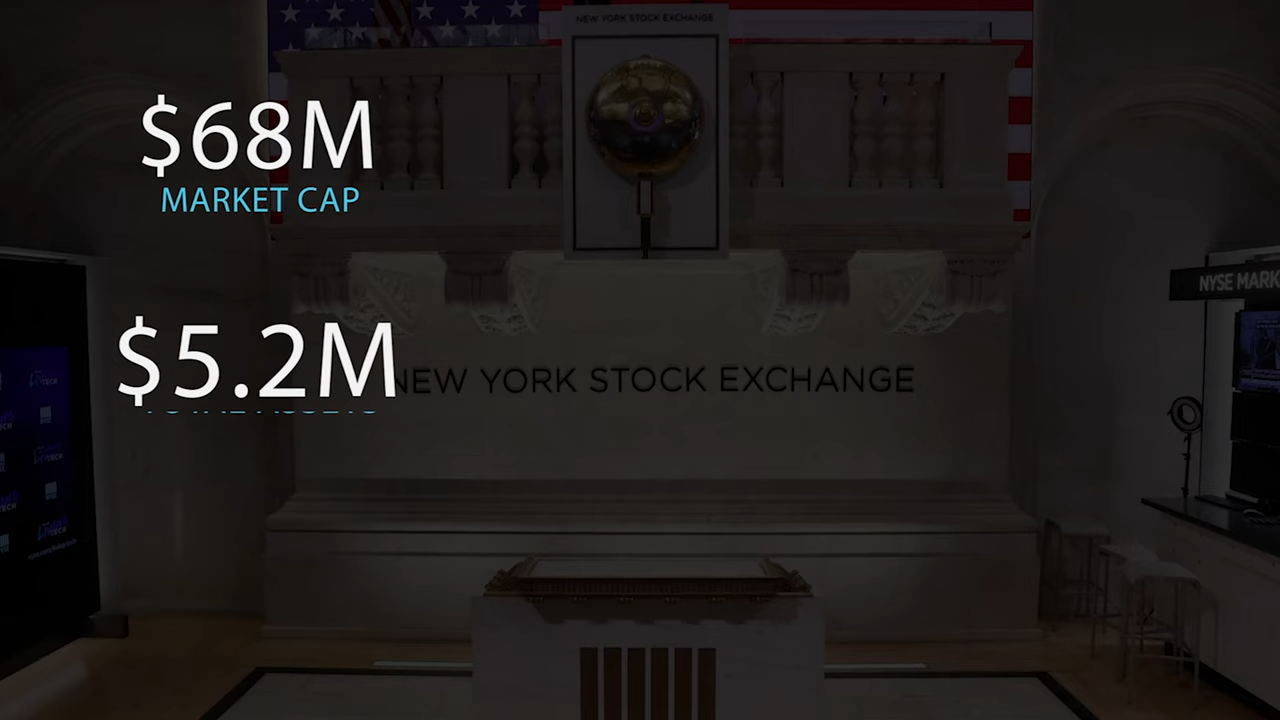 NEW YORK STOCK EXCHANGE
$68M
MARKET CAP
NYSE MARK
$5.2M
NEW YORK STOCK EXCHANGE